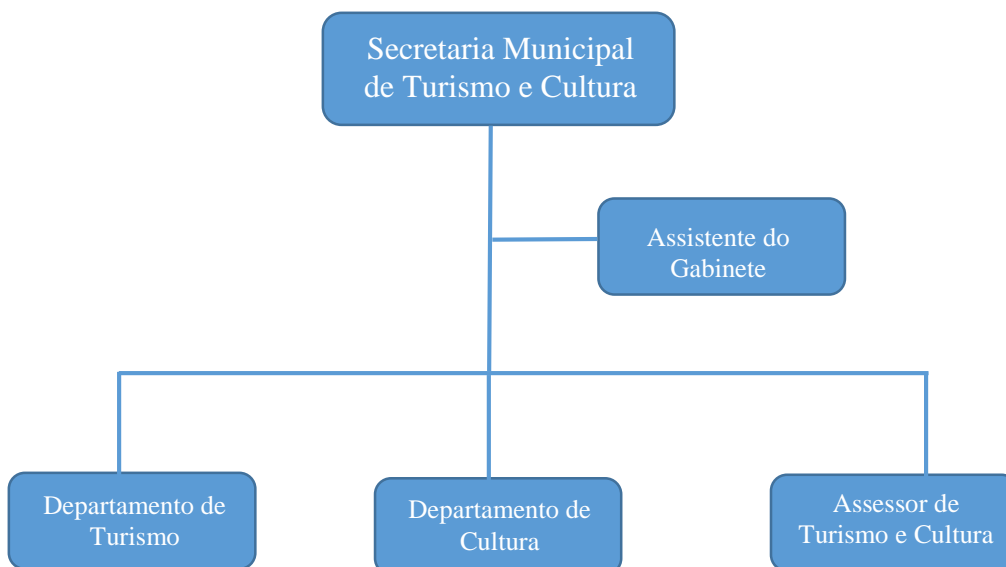 Secretaria Municipal
de Turismo e Cultura
Assistente do
Gabinete
Departamento de
Turismo
Departamento de
Cultura
Assessor de
Turismo e Cultura